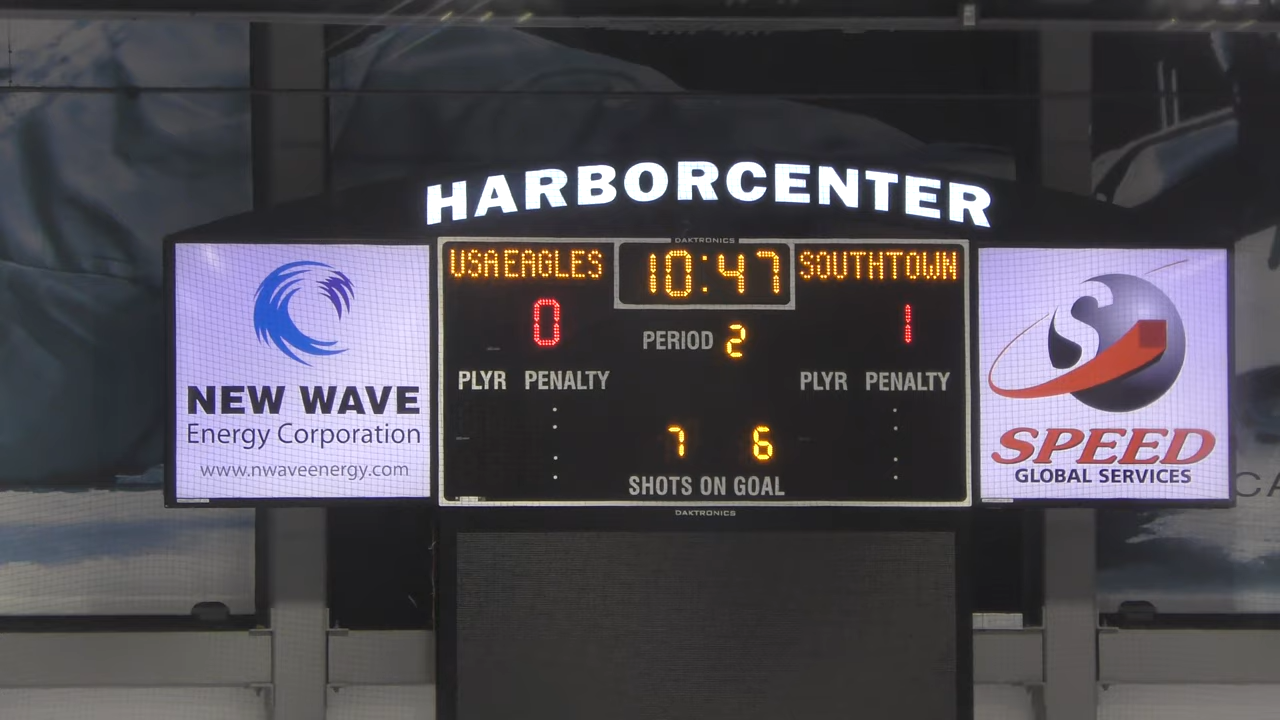 HARBORCENTER
DAKTRONICS
USA EAGLES 10:47 SOUTHTOWN
0 1
PERIOD 2
PLYR PENALTY PLYR PENALTY
7 6
SHOTS ON GOAL
DAKTRONICS
NEW WAVE
Energy Corporation
www.nwaveenergy.com
S
SPEED
GLOBAL SERVICES
CA